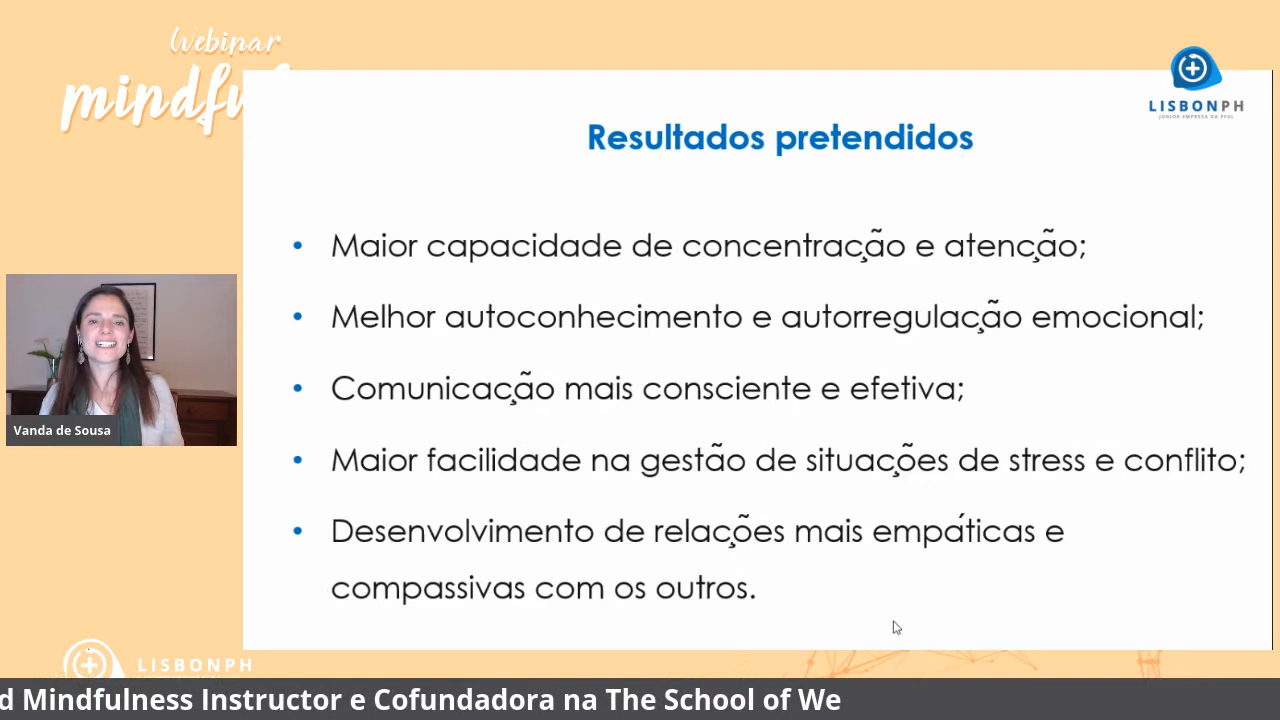 Webinar
mindfu
LISBONPH
JÚNIOR EMPRESA DA FFUL
Resultados pretendidos
• Maior capacidade de concentração e atenção;
• Melhor autoconhecimento e autorregulação emocional;
• Comunicação mais consciente e efetiva;
• Maior facilidade na gestão de situações de stress e conflito;
• Desenvolvimento de relações mais empáticas e
compassivas com os outros.
Vanda de Sousa
LISBONPH
d Mindfulness Instructor e Cofundadora na The School of We